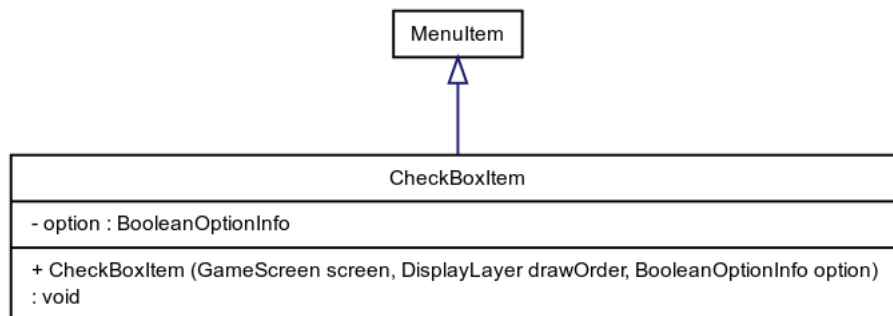 MenuItem
CheckBoxItem
- option : BooleanOptionInfo
+ CheckBoxItem (GameScreen screen, DisplayLayer drawOrder, BooleanOptionInfo option)
: void